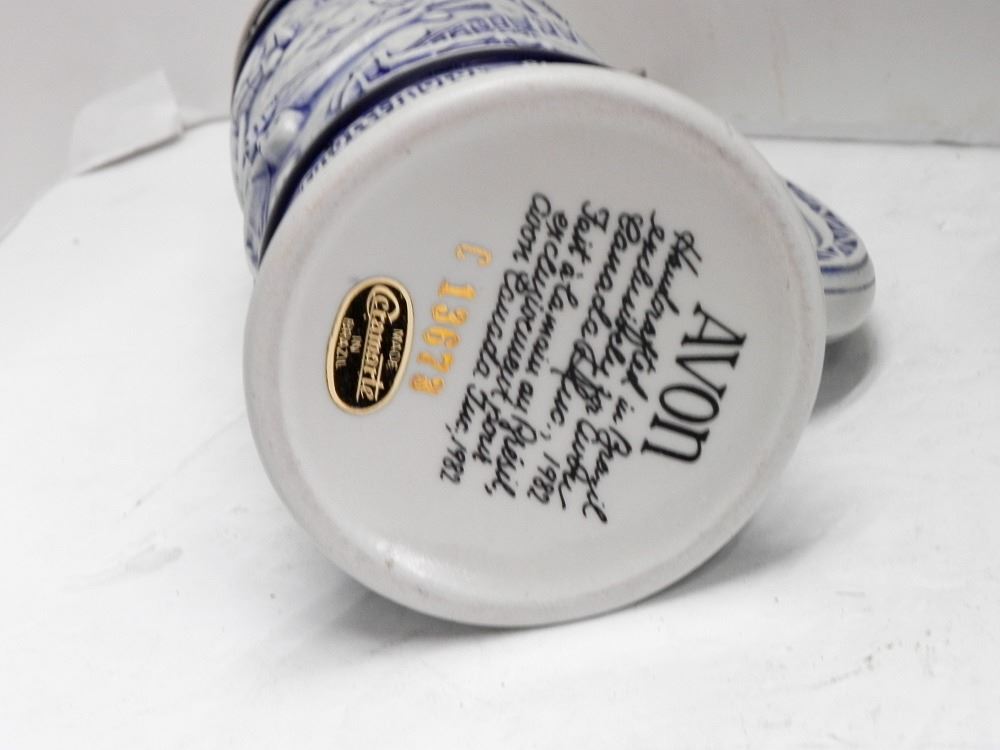 AVON
Handcrafted in Brazil
exclusively for Avon
Canada Inc., 1982
Fait à la main au Brésil,
exclusivement pour
Avon Canada Inc., 1982
C 13673
MADE
Ceramarte
IN
BRAZIL